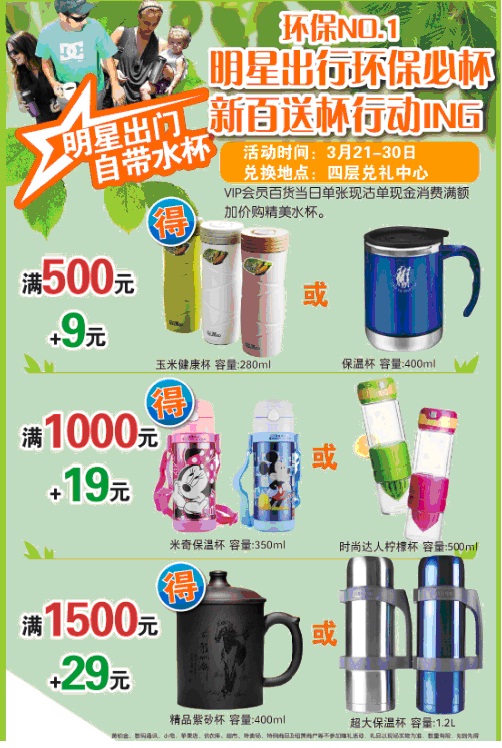 环保NO.1
明星出行环保必杯
新百送杯行动ING
明星出门
自带水杯
活动时间：3月21-30日
兑换地点：四层兑礼中心
VIP会员百货当日单张现沽单现金消费满额
加价购精美水杯。
得
满500元
+9元
或
玉米健康杯 容量:280ml
保温杯 容量:400ml
得
满1000元
+19元
或
米奇保温杯 容量:350ml
时尚达人柠檬杯 容量:500ml
得
满1500元
+29元
或
精品紫砂杯 容量:400ml
超大保温杯 容量:1.2L